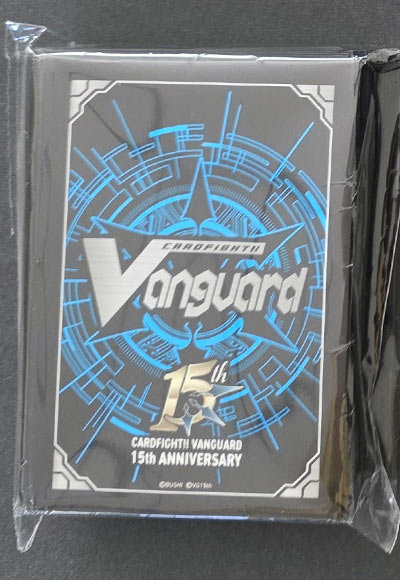 CARDFIGHT!!
Vanguard
15th
CARDFIGHT!! VANGUARD
15th ANNIVERSARY
©BUSHI ©VG15th